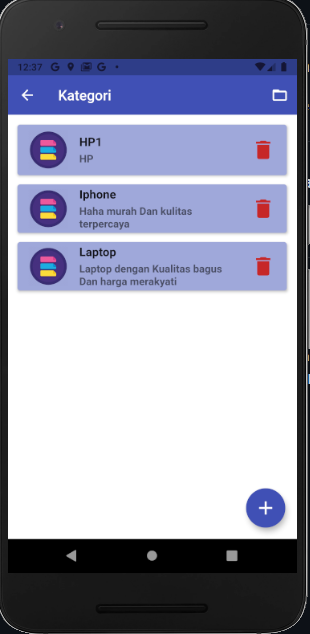 12:37 G G
Kategori
HP1
HP
Iphone
Haha murah Dan kulitas
terpercaya
Laptop
Laptop dengan Kualitas bagus
Dan harga merakyati